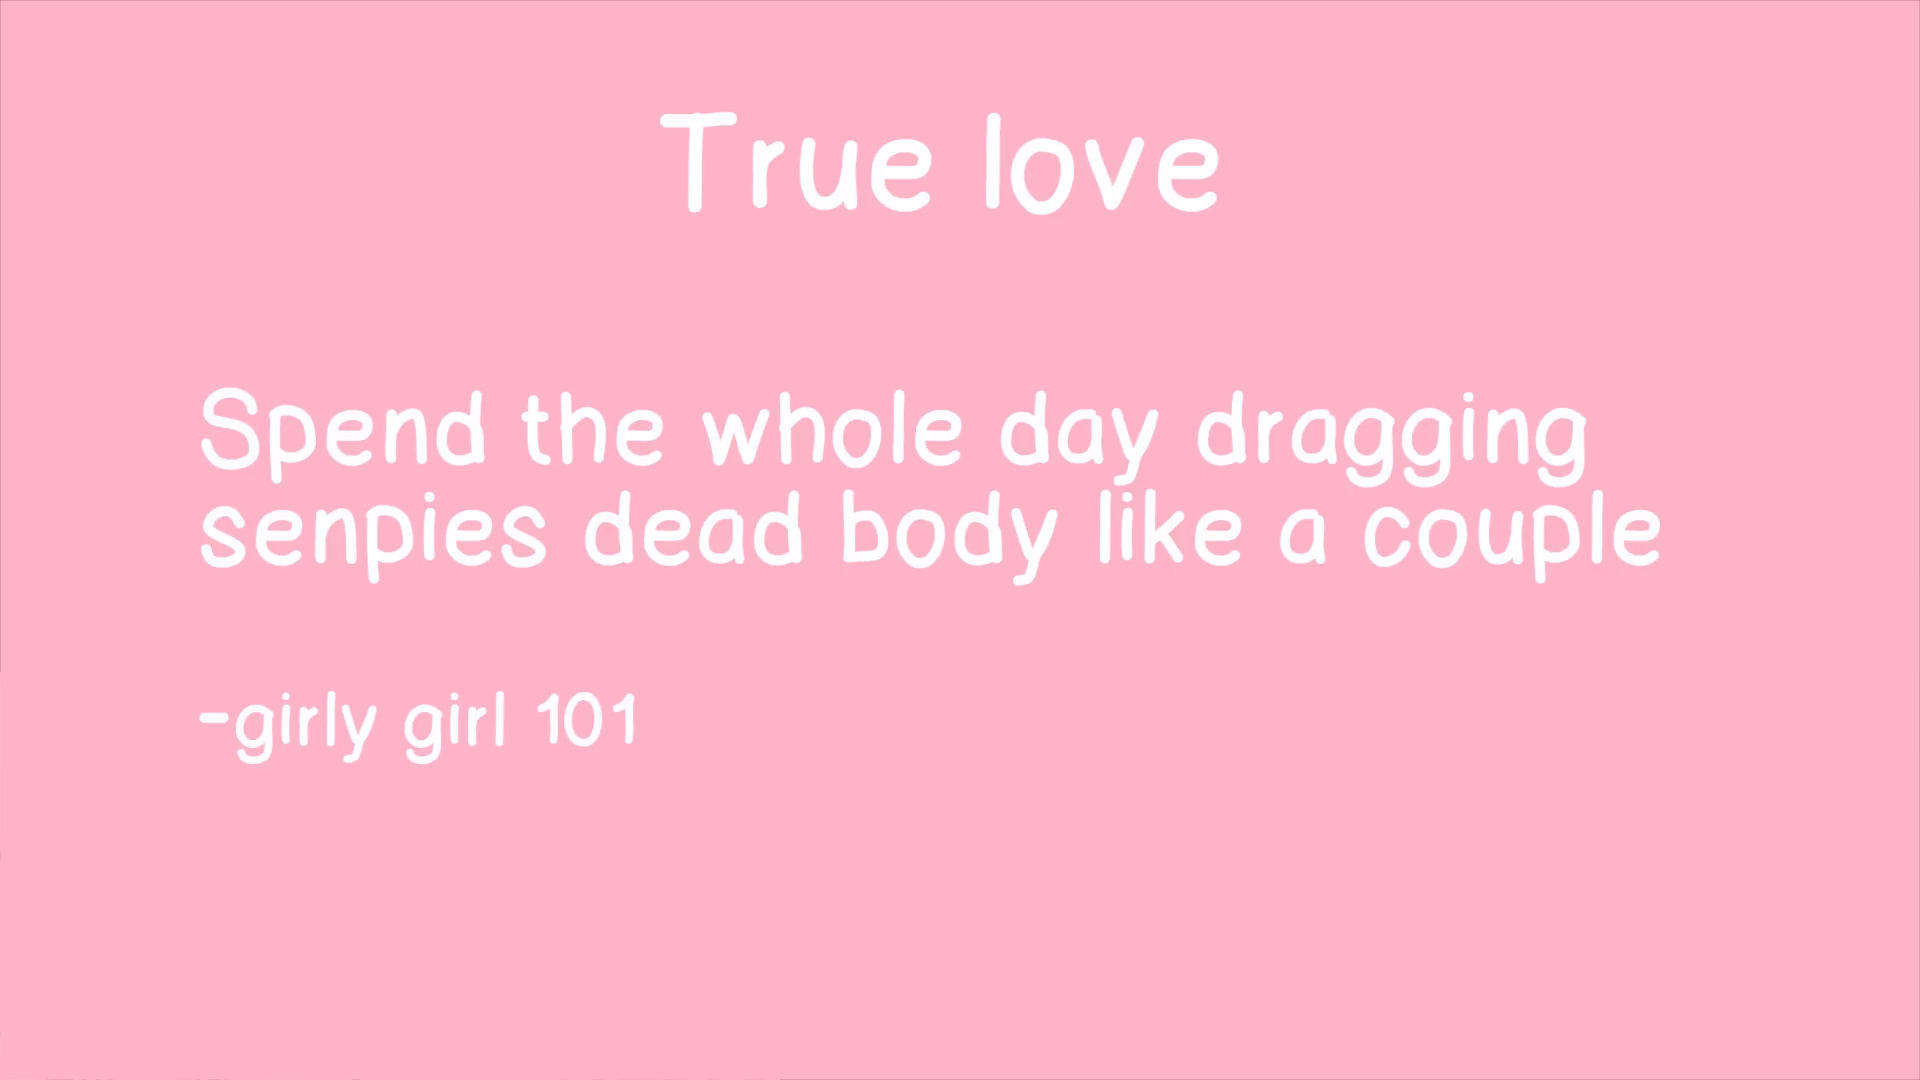 True love
Spend the whole day dragging
senpies dead body like a couple
-girly girl 101